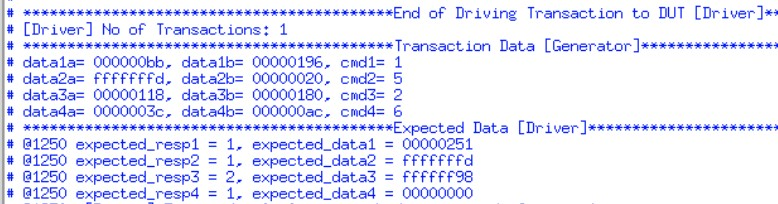 # *****************************************End of Driving Transaction to DUT [Driver]**
# [Driver] No of Transactions: 1
# *****************************************Transaction Data [Generator]***************
# data1a= 000000bb, data1b= 00000196, cmd1= 1
# data2a= fffffffd, data2b= 00000020, cmd2= 5
# data3a= 00000118, data3b= 00000180, cmd3= 2
# data4a= 0000003c, data4b= 000000ac, cmd4= 6
# *****************************************Expected Data [Driver]*********************
# @1250 expected_resp1 = 1, expected_data1 = 00000251
# @1250 expected_resp2 = 1, expected_data2 = fffffffd
# @1250 expected_resp3 = 2, expected_data3 = ffffff98
# @1250 expected_resp4 = 1, expected_data4 = 00000000